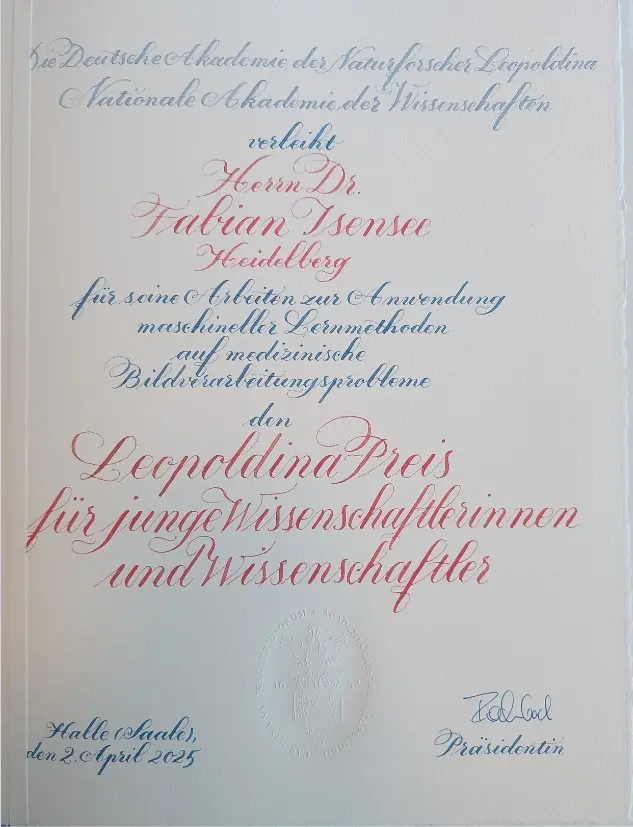 Die Deutsche Akademie der Naturforscher Leopoldina
Nationale Akademie der Wissenschaften
verleiht
Herrn Dr.
Fabian Isensee
Heidelberg
für seine Arbeiten zur Anwendung
maschineller Lernmethoden
auf medizinische
Bildverarbeitungsprobleme
den
Leopoldina Preis
für junge Wissenschaftlerinnen
und Wissenschaftler
Halle (Saale),
den 2. April 2025
Präsidentin